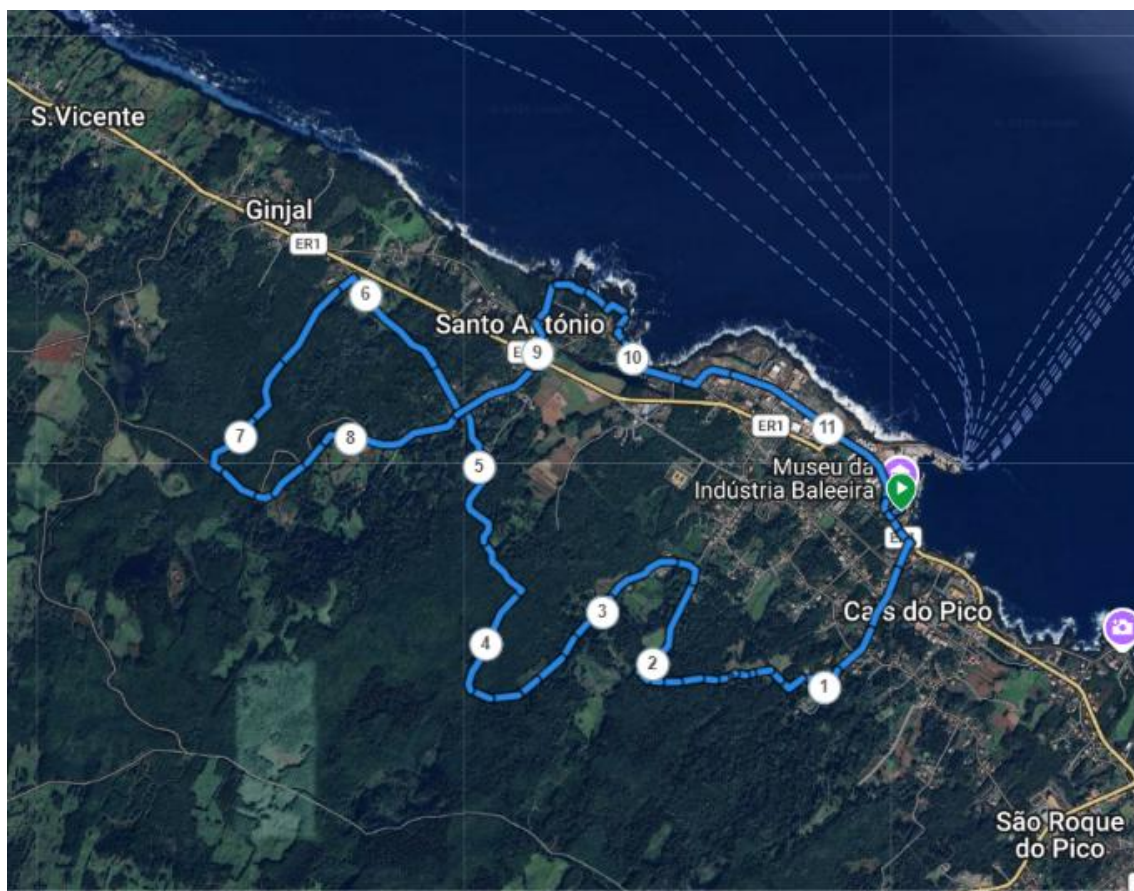 S.Vicente
Ginjal
ER1
6
Santo António
9
10
7
8
ER1
11
5
Museu da
Indústria Baleeira
3
Cais do Pico
4
2
1
São Roque
do Pico